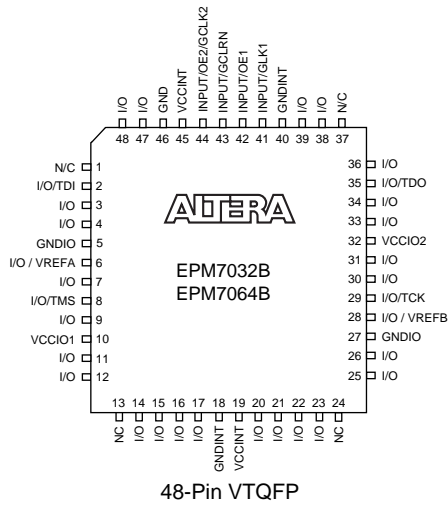 INPUT/OE2/GCLK2
INPUT/GCLRN
INPUT/OE1
INPUT/GLK1
I/O
I/O
GND
VCCINT
GNDINT
I/O
I/O
N/C
48 47 46 45 44 43 42 41 40 39 38 37
N/C 1
I/O/TDI 2
I/O 3
I/O 4
GNDIO 5
I/O / VREFA 6
I/O 7
I/O/TMS 8
I/O 9
VCCIO1 10
I/O 11
I/O 12
ALTERA
EPM7032B
EPM7064B
36 I/O
35 I/O/TDO
34 I/O
33 I/O
32 VCCIO2
31 I/O
30 I/O
29 I/O/TCK
28 I/O / VREFB
27 GNDIO
26 I/O
25 I/O
13 14 15 16 17 18 19 20 21 22 23 24
NC
I/O
I/O
I/O
I/O
GNDINT
VCCINT
I/O
I/O
I/O
I/O
NC
48-Pin VTQFP